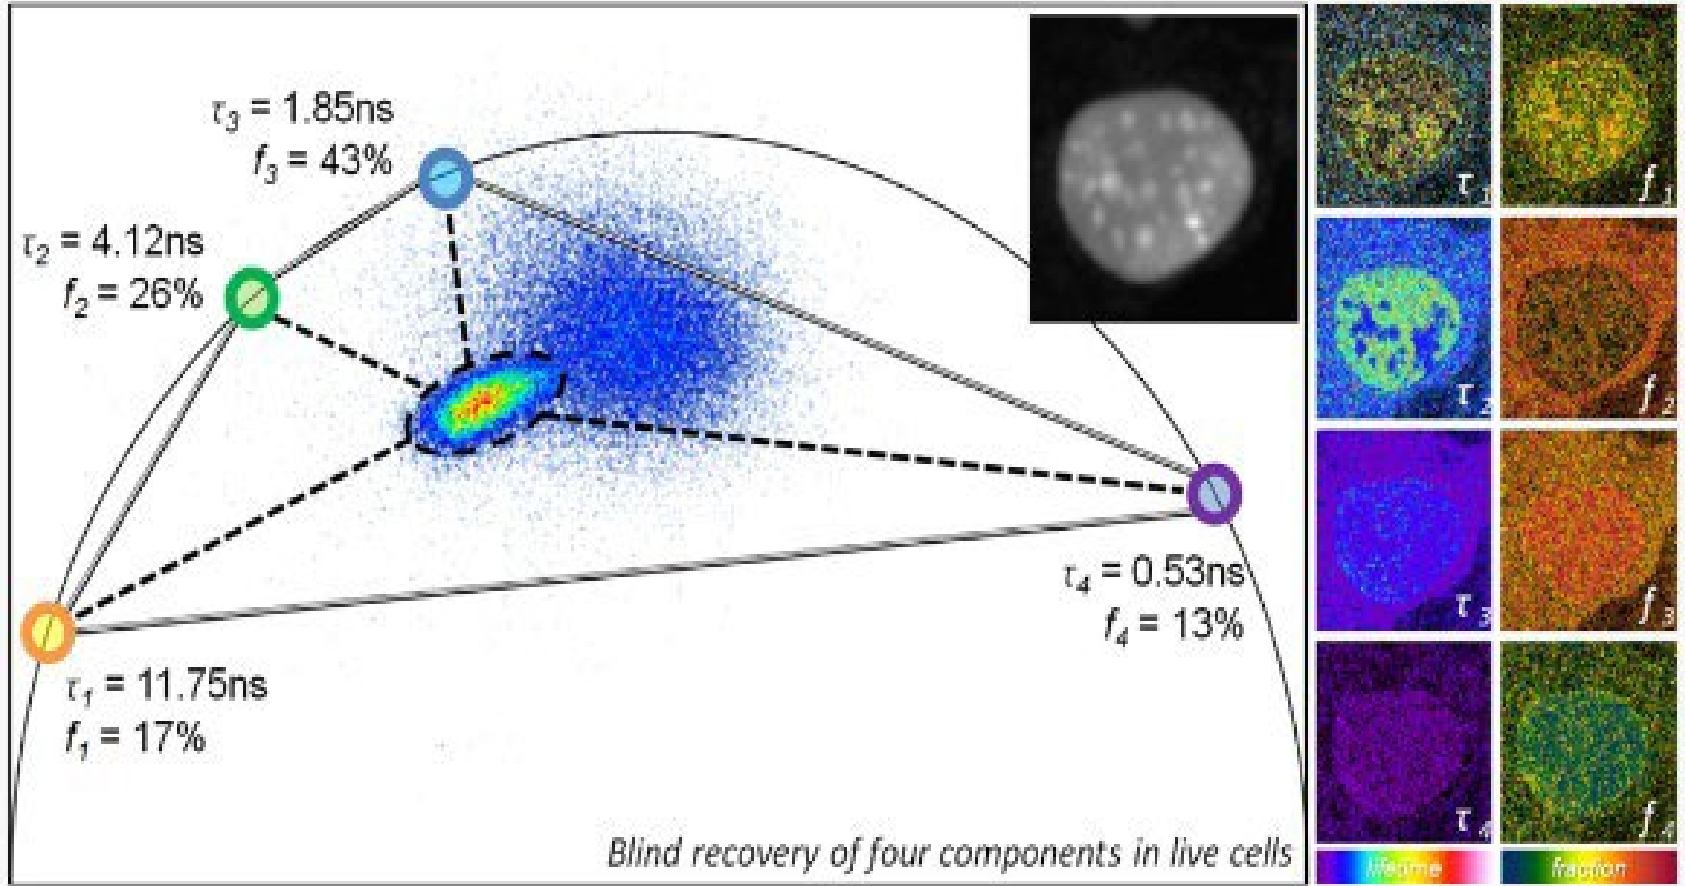 τ3 = 1.85ns
f3 = 43%
τ2 = 4.12ns
f2 = 26%
τ4 = 0.53ns
f4 = 13%
τ1 = 11.75ns
f1 = 17%
Blind recovery of four components in live cells
τ1
f1
τ2
f2
τ3
f3
τ4
f4
lifetime
fraction